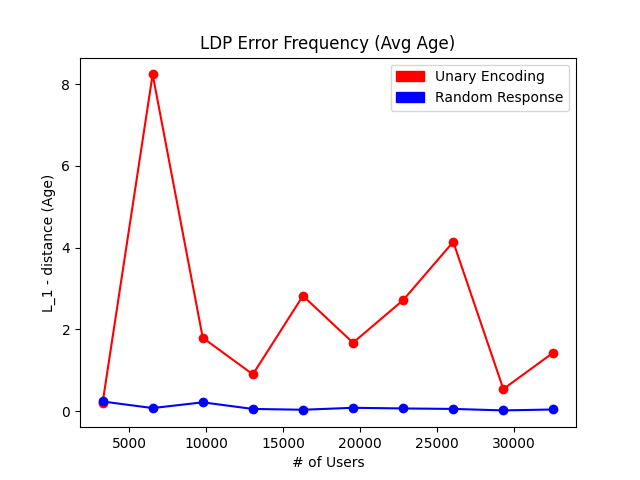 LDP Error Frequency (Avg Age)
Unary Encoding
Random Response
L_1 - distance (Age)
8
6
4
2
0
5000 10000 15000 20000 25000 30000
# of Users